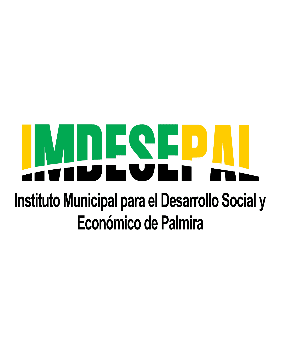 IMDESEPAL
Instituto Municipal para el Desarrollo Social y
Económico de Palmira